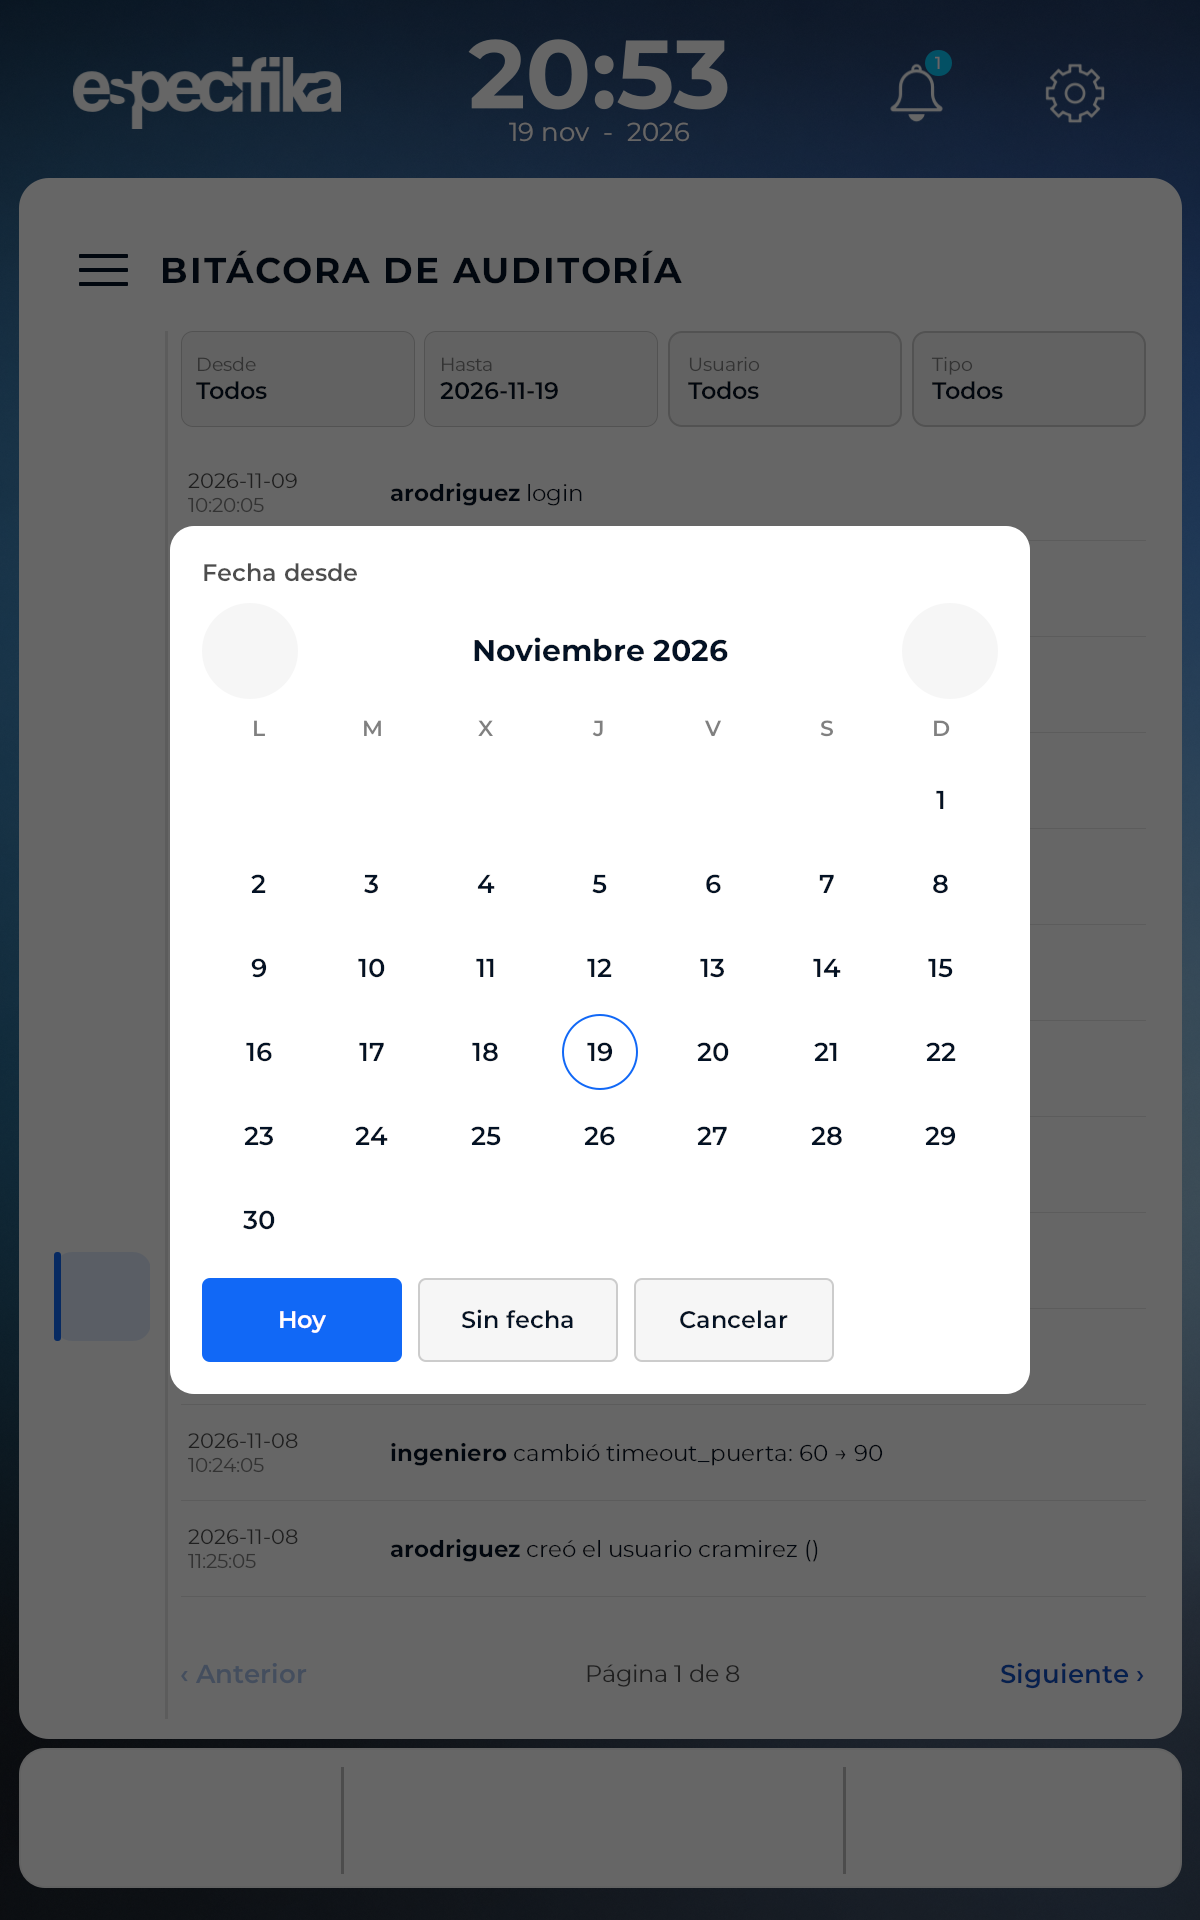 especifika
20:53
19 nov - 2026
1
BITÁCORA DE AUDITORÍA
Desde
Todos
Hasta
2026-11-19
Usuario
Todos
Tipo
Todos
2026-11-09
10:20:05
arodriguez login
Fecha desde
Noviembre 2026
L M X J V S D
1
2 3 4 5 6 7 8
9 10 11 12 13 14 15
16 17 18 19 20 21 22
23 24 25 26 27 28 29
30
Hoy
Sin fecha
Cancelar
2026-11-08
10:24:05
ingeniero cambió timeout_puerta: 60 → 90
2026-11-08
11:25:05
arodriguez creó el usuario cramirez ()
‹ Anterior
Página 1 de 8
Siguiente ›